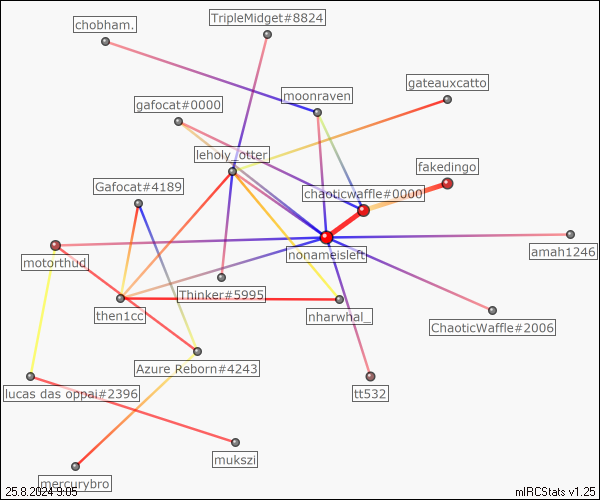 TripleMidget#8824
chobham.
gateauxcatto
moonraven
gafocat#0000
leholy_otter
fakedingo
Gafocat#4189
chaoticwaffle#0000
nonameisleft
amah1246
motorthud
Thinker#5995
then1cc
nharwhal_
ChaoticWaffle#2006
Azure Reborn#4243
lucas das oppai#2396
tt532
mukszi
mercurybro
25.8.2024 9:05
mIRCStats v1.25